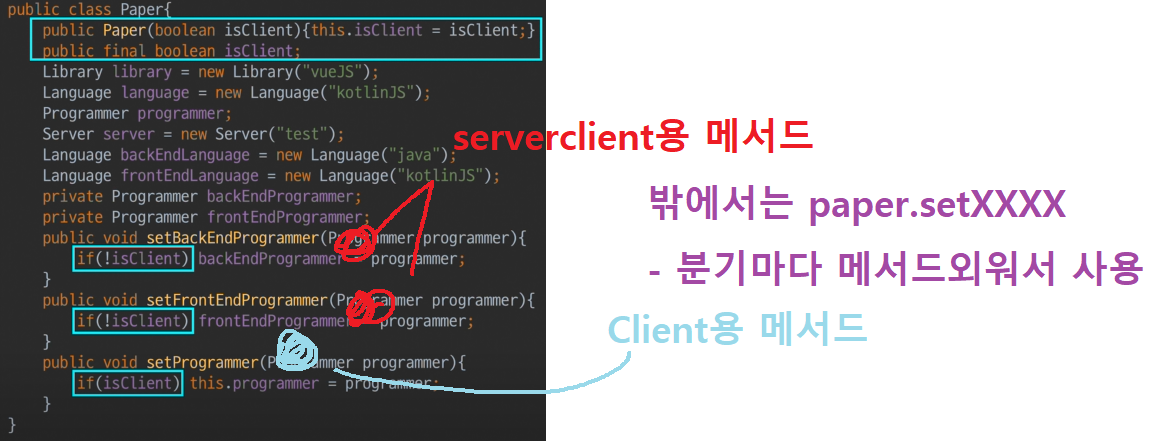 public class Paper{
public Paper(boolean isClient){this.isClient = isClient;}
public final boolean isClient;
Library library = new Library("vueJS");
Language language = new Language("kotlinJS");
Programmer programmer;
Server server = new Server("test");
Language backEndLanguage = new Language("java");
Language frontEndLanguage = new Language("kotlinJS");
private Programmer backEndProgrammer;
private Programmer frontEndProgrammer;
public void setBackEndProgrammer(Programmer programmer){
if(!isClient) backEndProgrammer = programmer;
}
public void setFrontEndProgrammer(Programmer programmer){
if(!isClient) frontEndProgrammer = programmer;
}
public void setProgrammer(Programmer programmer){
if(isClient) this.programmer = programmer;
}
}
serverclient용 메서드
밖에서는 paper.setXXXX
- 분기마다 메서드외워서 사용
Client용 메서드